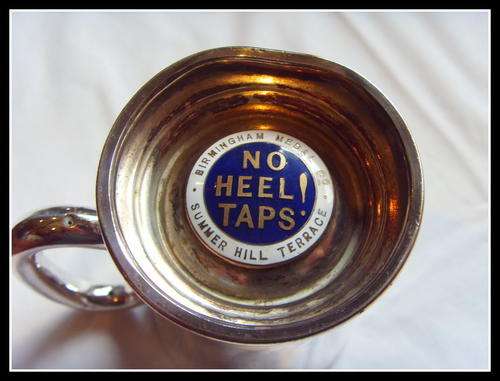 BIRMINGHAM MEDAL CO
NO
HEEL!
TAPS.
SUMMER HILL TERRACE